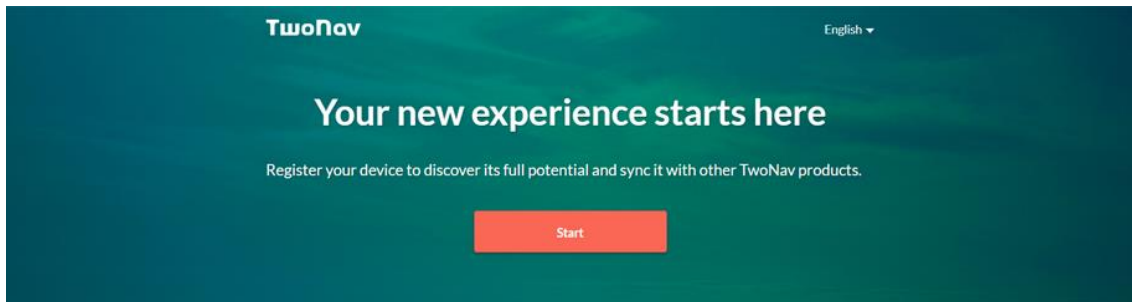 TwoNav
English
Your new experience starts here
Register your device to discover its full potential and sync it with other TwoNav products.
Start